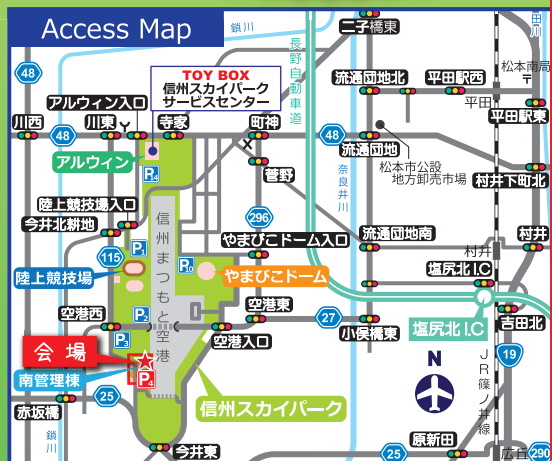 Access Map
鎖川
二子橋東
長野自動車道
48
TOY BOX
信州スカイパーク
サービスセンター
流通団地北
平田駅西
松本南局
平田
平田駅東
アルウィン入口
川西
48
川東
寺家
町神
48
流通団地
アルウィン
P4
菅野
松本市公設
地方卸売市場
奈良井川
村井下町北
陸上競技場入口
今井北耕地
296
信州まつもと空港
P1
やまびこドーム入口
流通団地南
村井
村井
115
陸上競技場
P10
やまびこドーム
塩尻北I.C
空港西
P2
空港東
27
小俣橋東
塩尻北I.C
吉田北
P3
空港入口
会場
南管理棟
P4
N
JR篠ノ井線
19
赤坂橋
25
信州スカイパーク
鎖川
今井東
25
原新田
広丘
290